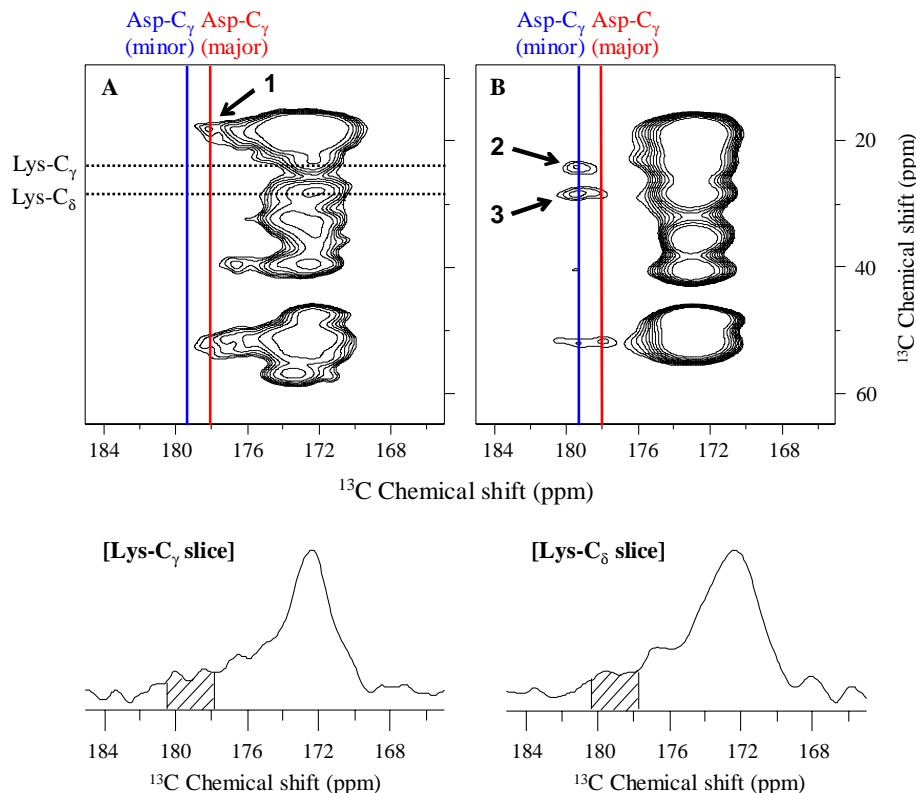 Asp-Cγ Asp-Cγ
(minor) (major)
Asp-Cγ Asp-Cγ
(minor) (major)
A
1
B
2
3
Lys-Cγ
Lys-Cδ
20
40
60
¹³C Chemical shift (ppm)
184 180 176 172 168
184 180 176 172 168
¹³C Chemical shift (ppm)
[Lys-Cγ slice]
[Lys-Cδ slice]
184 180 176 172 168
184 180 176 172 168
¹³C Chemical shift (ppm)
¹³C Chemical shift (ppm)